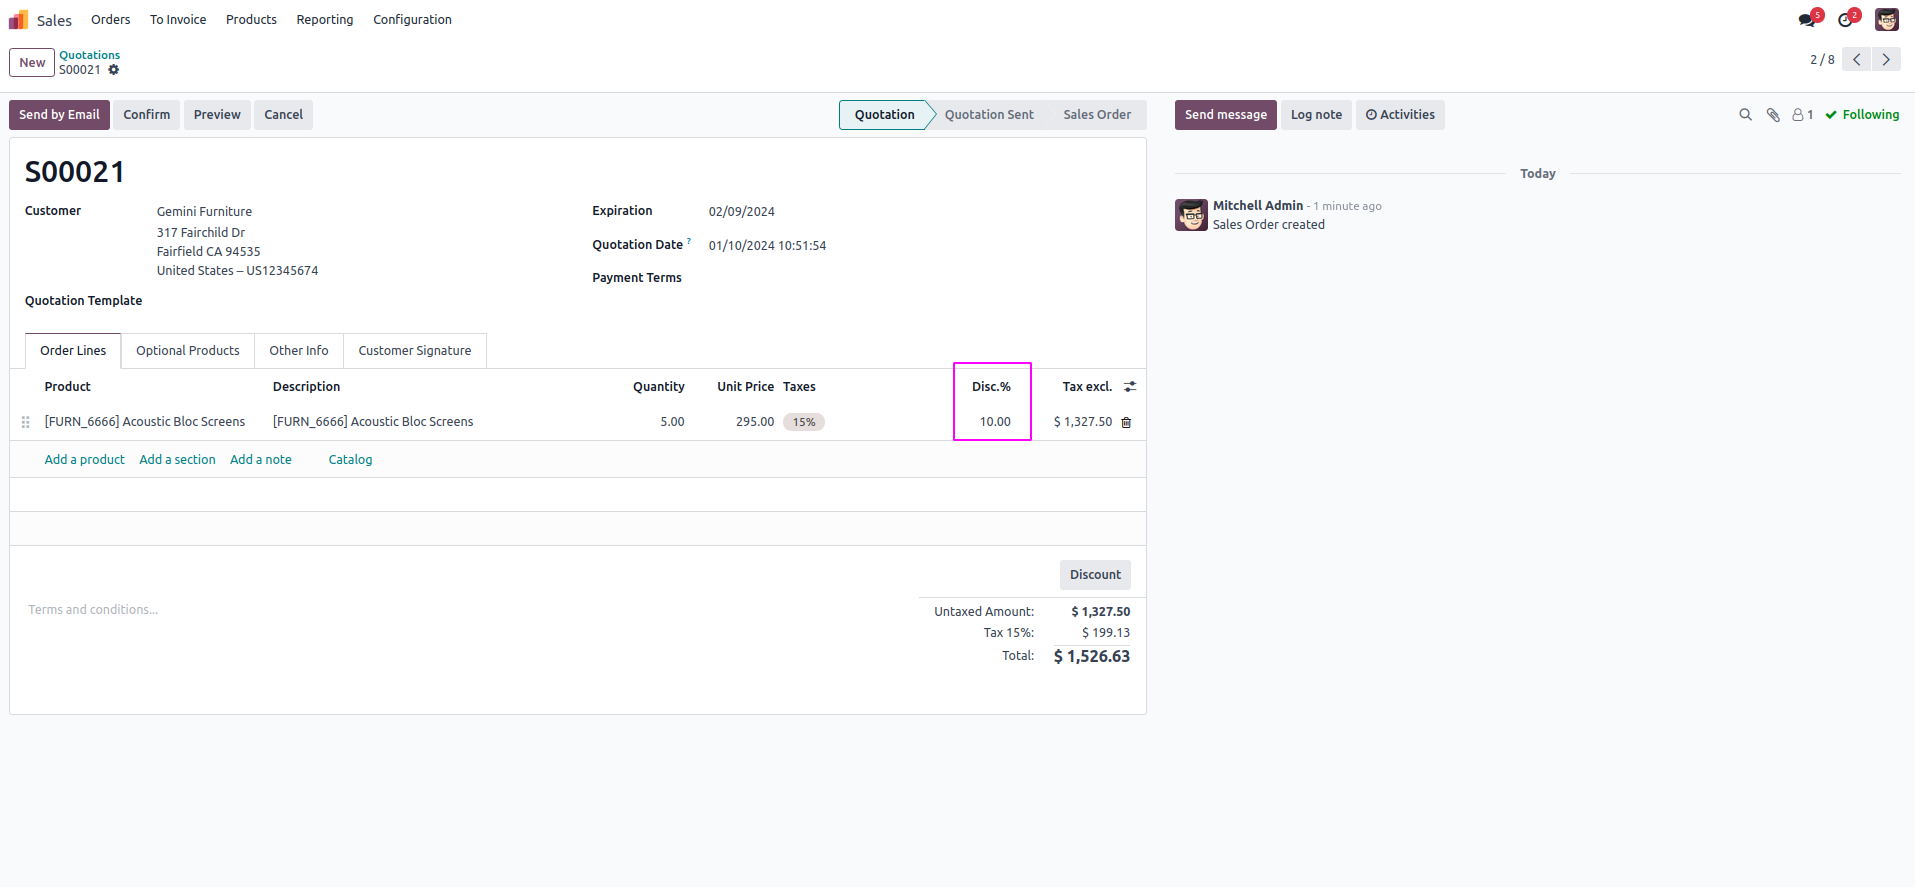 Sales Orders To Invoice Products Reporting Configuration 5 2
New Quotations
S00021 2 / 8
Send by Email Confirm Preview Cancel Quotation Quotation Sent Sales Order Send message Log note Activities 1 Following
S00021
Today
Customer Gemini Furniture Expiration 02/09/2024 Mitchell Admin - 1 minute ago
317 Fairchild Dr Sales Order created
Fairfield CA 94535 Quotation Date ? 01/10/2024 10:51:54
United States – US12345674 Payment Terms
Quotation Template
Order Lines Optional Products Other Info Customer Signature
Product Description Quantity Unit Price Taxes Disc.% Tax excl.
[FURN_6666] Acoustic Bloc Screens [FURN_6666] Acoustic Bloc Screens 5.00 295.00 15% 10.00 $ 1,327.50
Add a product Add a section Add a note Catalog
Discount
Terms and conditions... Untaxed Amount: $ 1,327.50
Tax 15%: $ 199.13
Total: $ 1,526.63